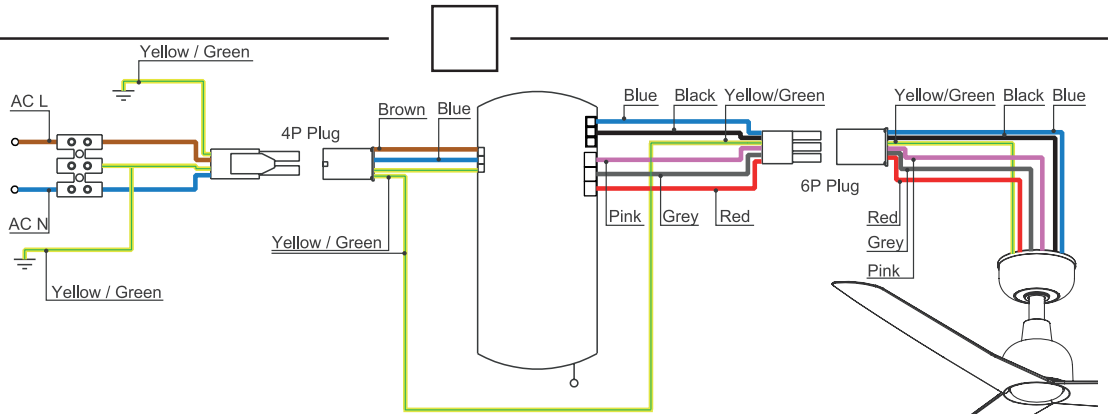 Yellow / Green
AC L
AC N
Yellow / Green
4P Plug
Brown
Blue
Yellow / Green
Blue
Black
Yellow/Green
Pink
Grey
Red
6P Plug
Yellow/Green
Black
Blue
Red
Grey
Pink